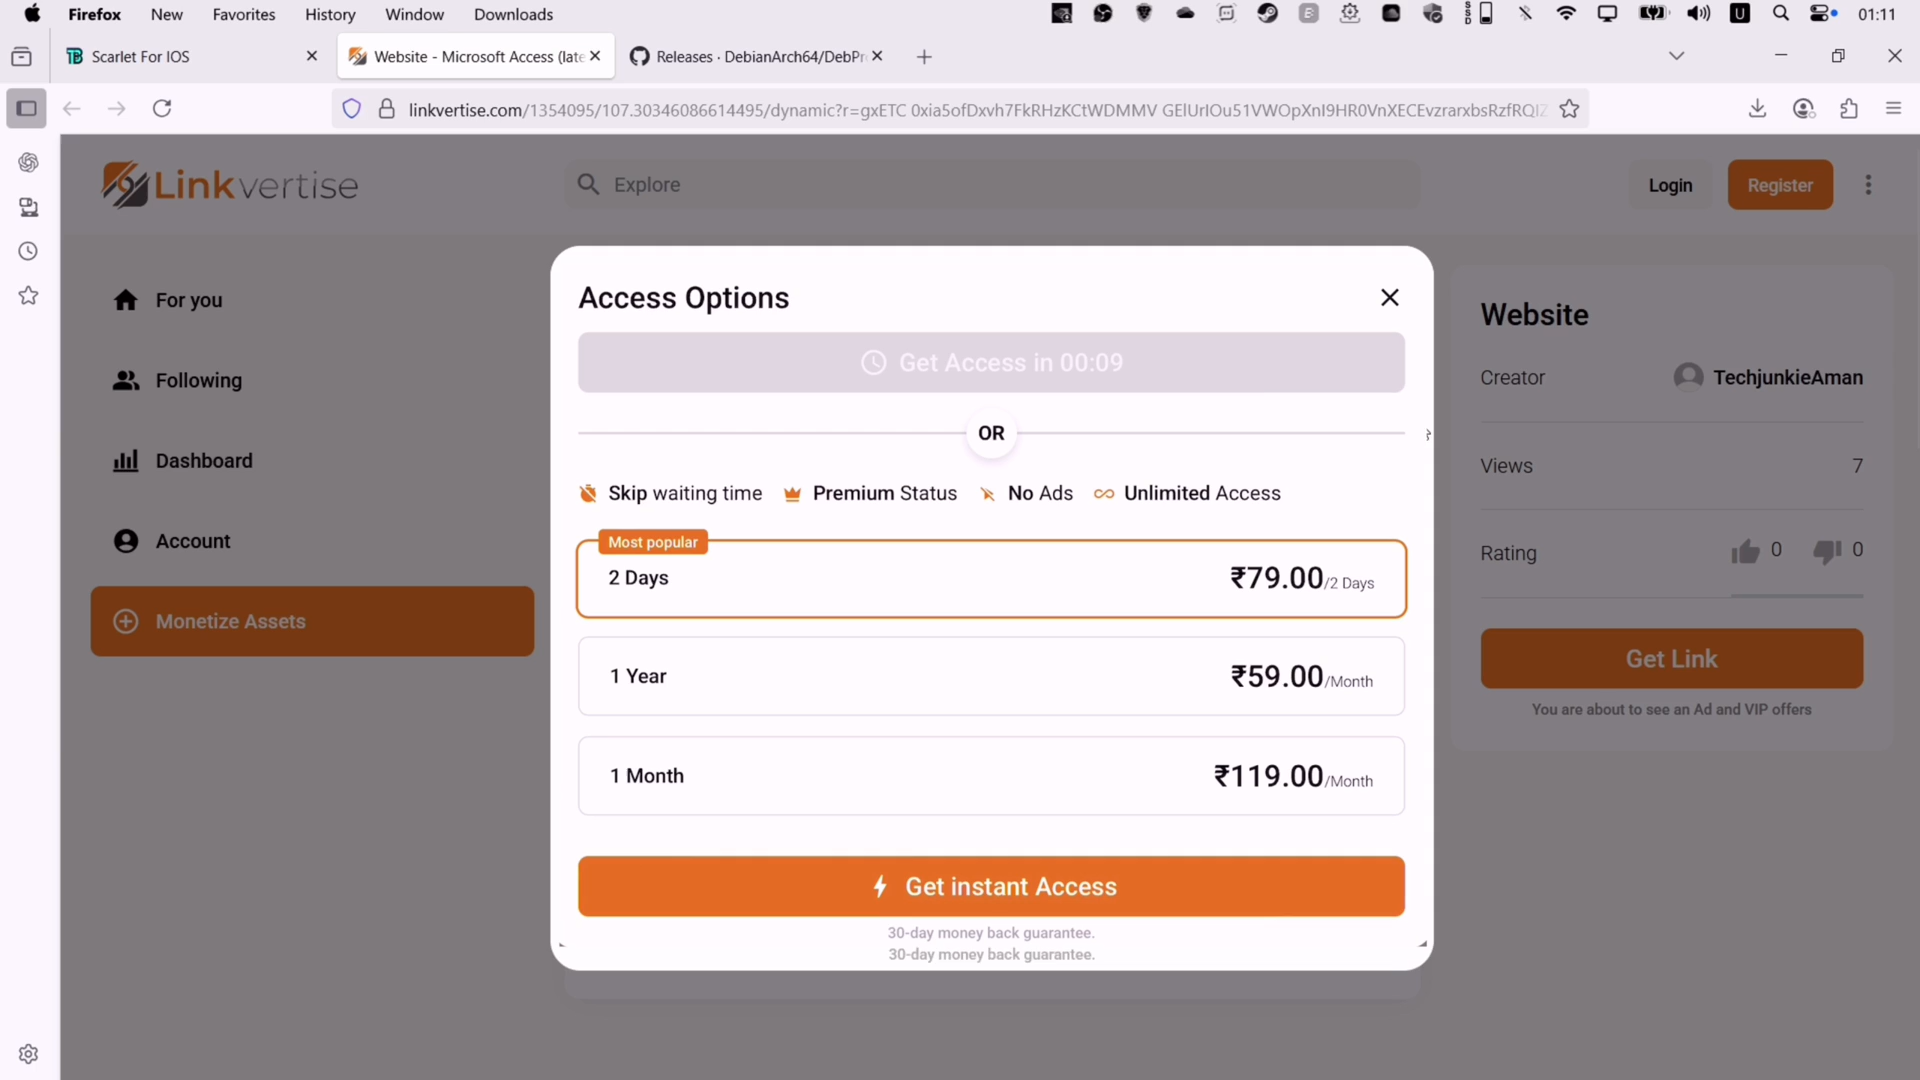 Firefox New Favorites History Window Downloads
SSD U 01:11
Scarlet For IOS Website - Microsoft Access (late Releases · DebianArch64/DebPr
linkvertise.com/1354095/107.30346086614495/dynamic?r=gxETC 0xia5ofDxvh7FkRHzKCtWDMMV GElUrIOu51VWOpXnI9HR0VnXECEvzrarxbsRzfRQIZ
Linkvertise
Explore
Login
Register
For you
Following
Dashboard
Account
Monetize Assets
Access Options
Get Access in 00:09
OR
Skip waiting time Premium Status No Ads Unlimited Access
Most popular
2 Days ₹79.00/2 Days
1 Year ₹59.00/Month
1 Month ₹119.00/Month
Get instant Access
30-day money back guarantee.
30-day money back guarantee.
Website
Creator TechjunkieAman
Views 7
Rating 0 0
Get Link
You are about to see an Ad and VIP offers